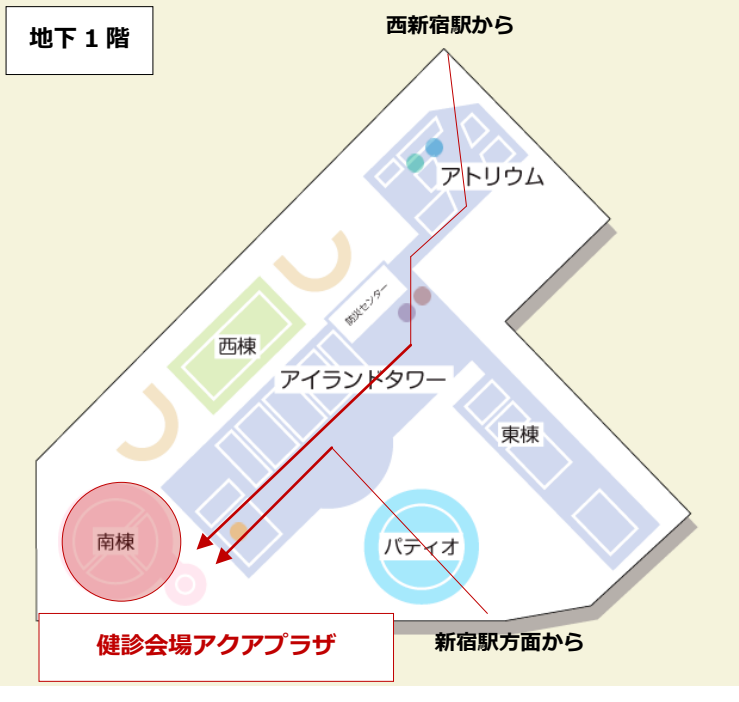 地下1階
西新宿駅から
アトリウム
防災センター
西棟
アイランドタワー
東棟
南棟
パティオ
健診会場アクアプラザ
新宿駅方面から